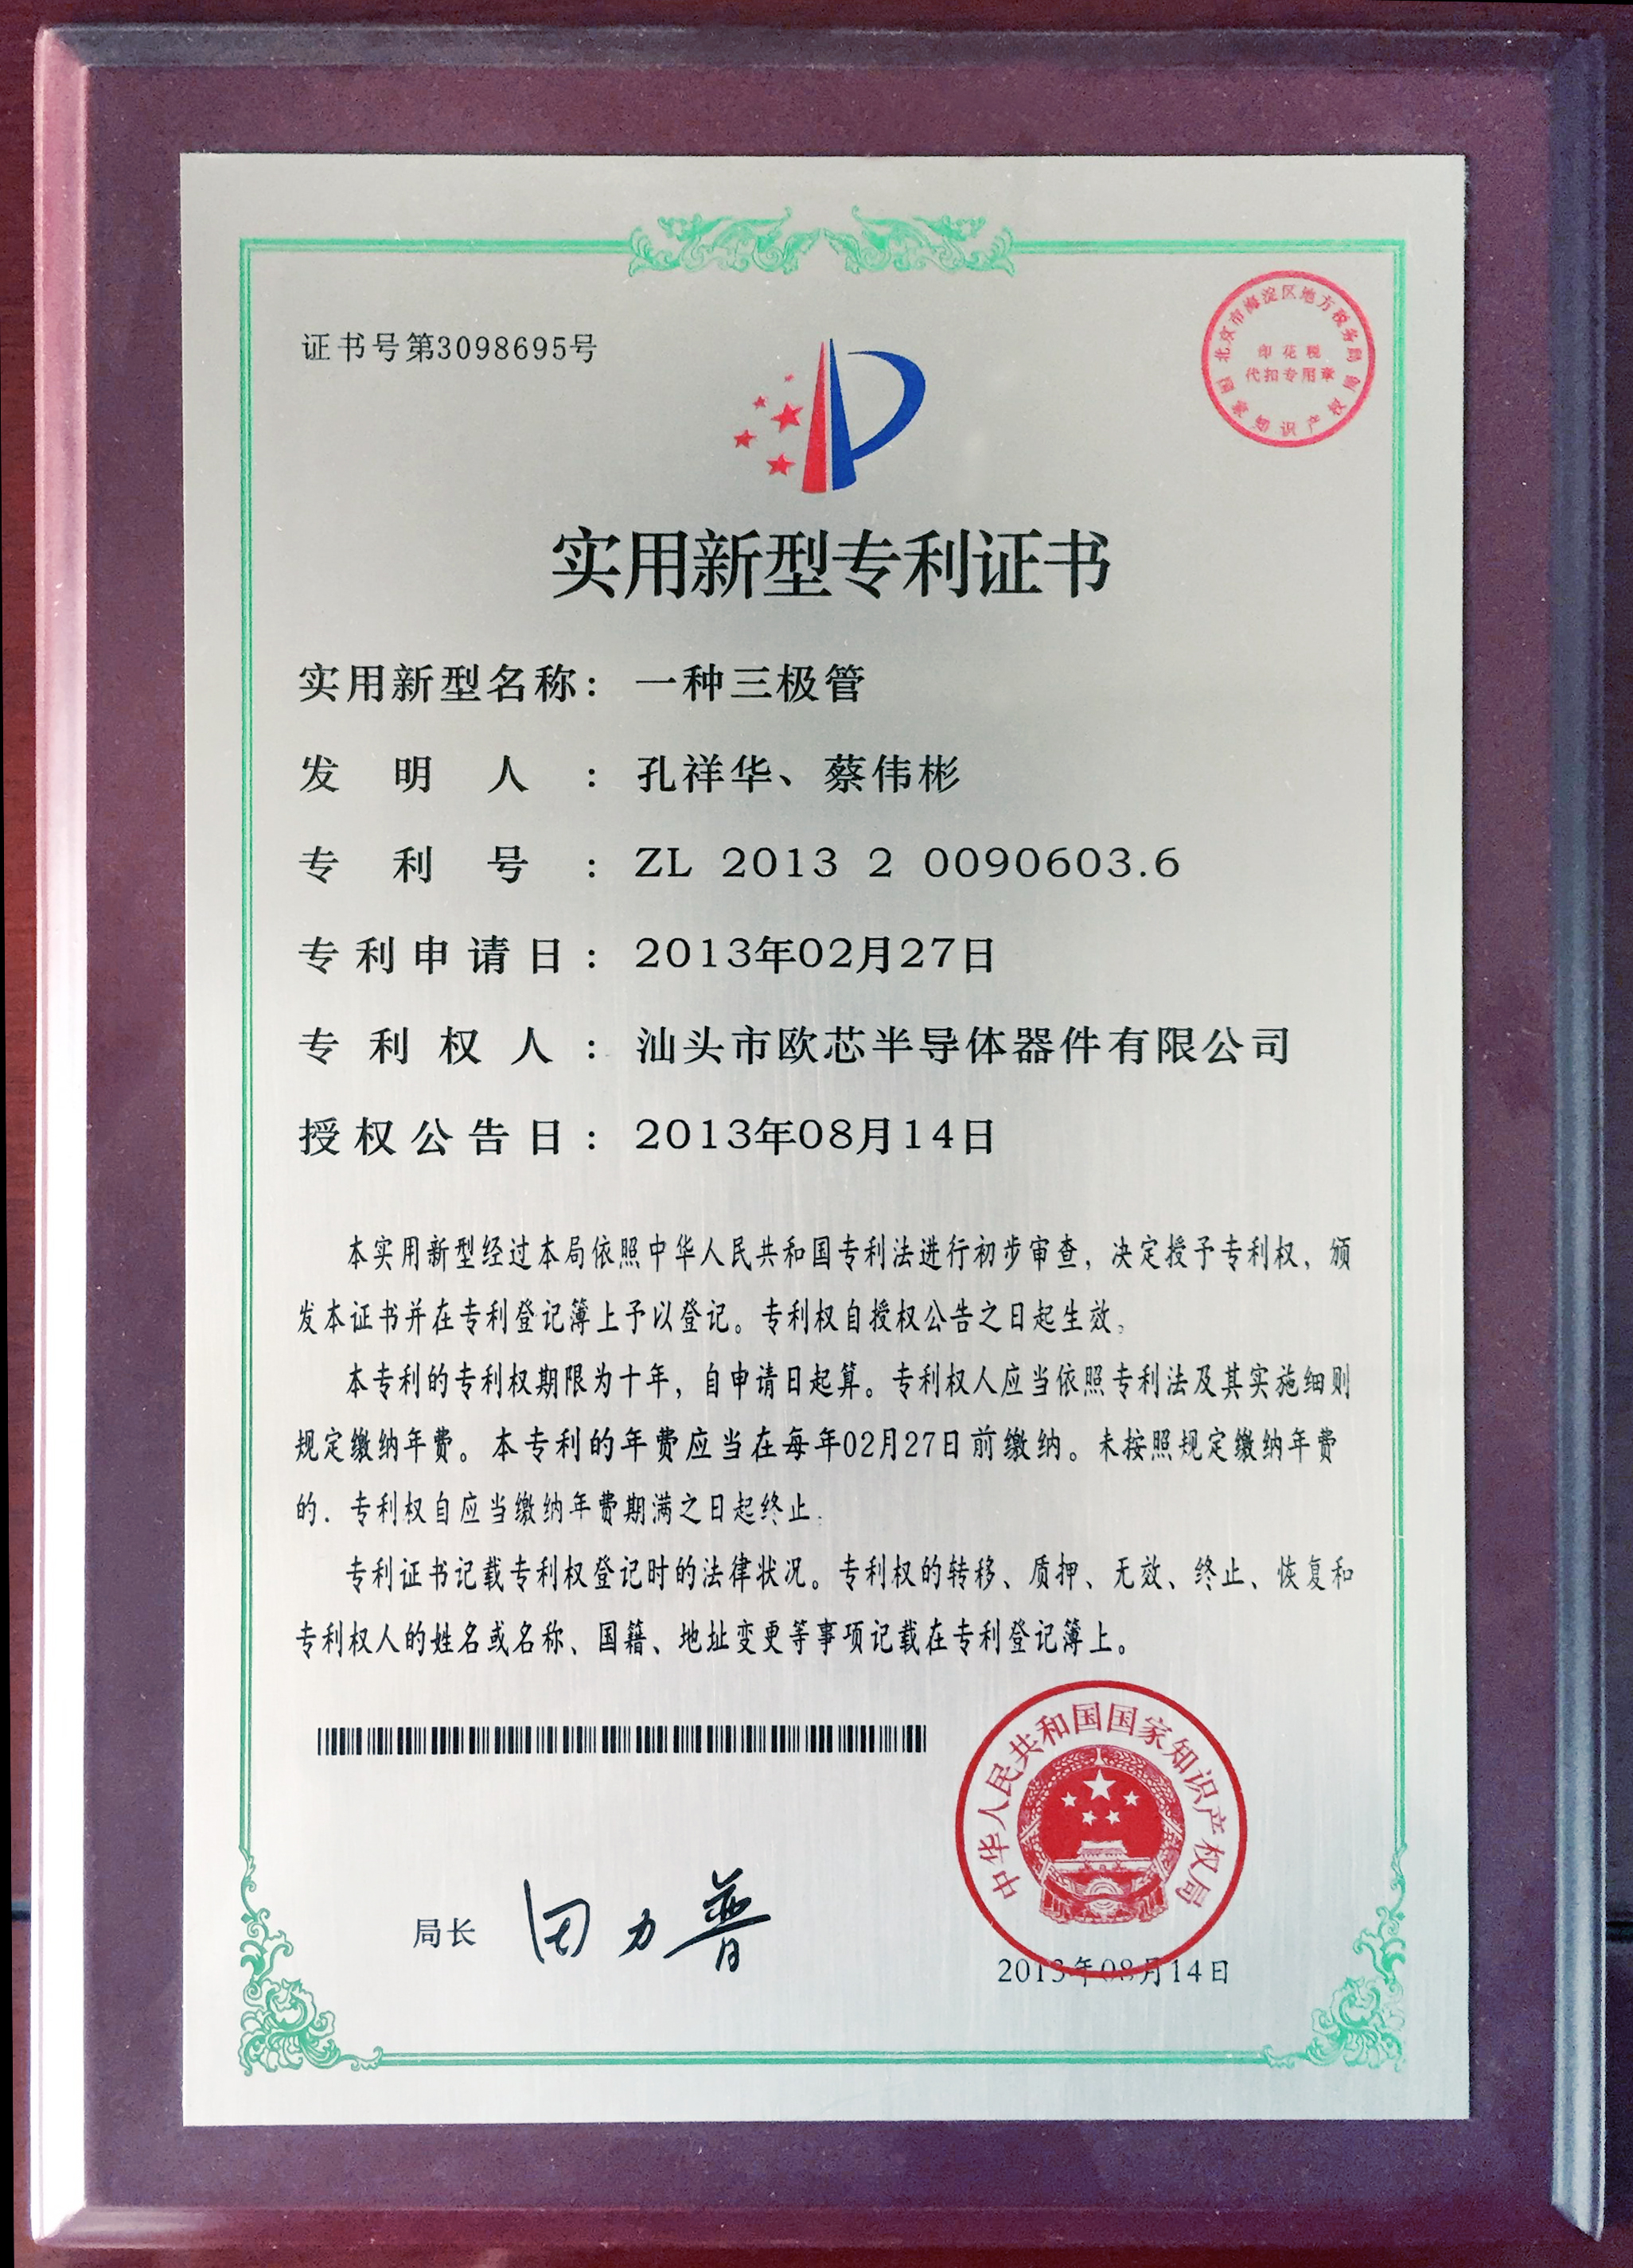 证书号第3098695号
北京市海淀区地方税务局
印花税
代扣专用章
国家知识产权局
实用新型专利证书
实用新型名称：一种三极管
发明人：孔祥华、蔡伟彬
专利号：ZL 2013 2 0090603.6
专利申请日：2013年02月27日
专利权人：汕头市欧芯半导体器件有限公司
授权公告日：2013年08月14日
本实用新型经过本局依照中华人民共和国专利法进行初步审查，决定授予专利权，颁
发本证书并在专利登记簿上予以登记。专利权自授权公告之日起生效。
本专利的专利权期限为十年，自申请日起算。专利权人应当依照专利法及其实施细则
规定缴纳年费。本专利的年费应当在每年02月27日前缴纳。未按照规定缴纳年费
的，专利权自应当缴纳年费期满之日起终止。
专利证书记载专利权登记时的法律状况。专利权的转移、质押、无效、终止、恢复和
专利权人的姓名或名称、国籍、地址变更等事项记载在专利登记簿上。
中华人民共和国国家知识产权局
局长 田力普
2013年08月14日